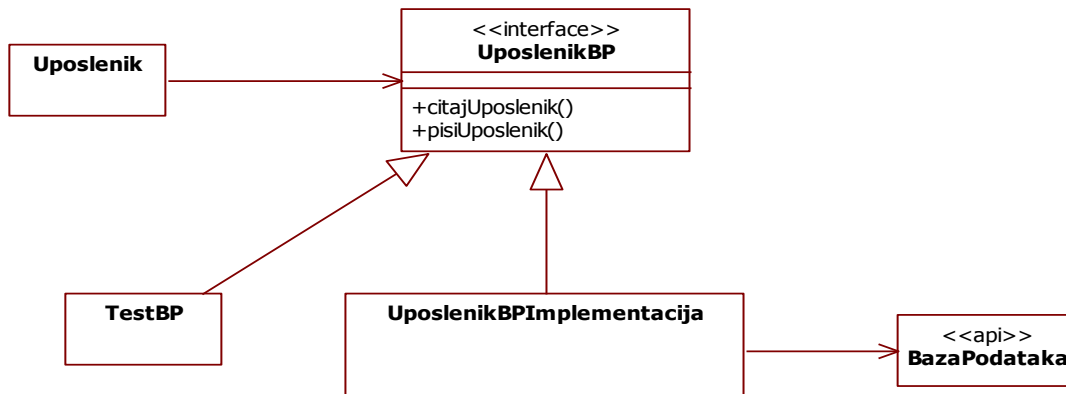 <<interface>>
UposlenikBP
Uposlenik
+citajUposlenik()
+pisiUposlenik()
TestBP
UposlenikBPImplementacija
<<api>>
BazaPodataka